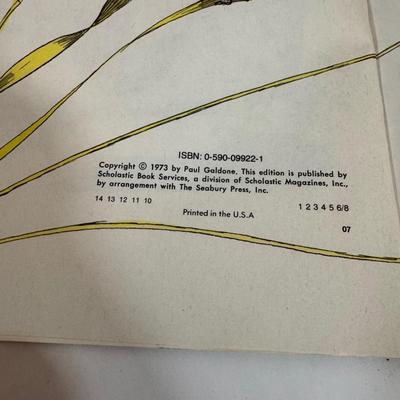 ISBN: 0-590-09922-1
Copyright © 1973 by Paul Galdone. This edition is published by
Scholastic Book Services, a division of Scholastic Magazines, Inc.,
by arrangement with The Seabury Press, Inc.
14 13 12 11 10 1 2 3 4 5 6/8
Printed in the U.S.A
07